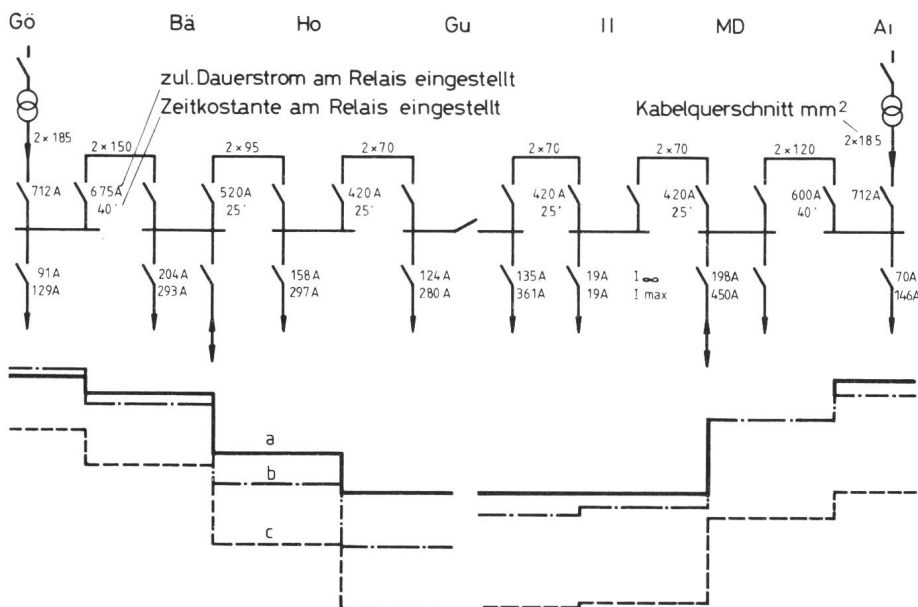 Gö Bä Ho Gu Il MD Ai
zul. Dauerstrom am Relais eingestellt
Zeitkostante am Relais eingestellt
Kabelquerschnitt mm²
2×185 2×150 2×95 2×70 2×70 2×70 2×120 2×185
712A 675A 520A 420A 420A 420A 600A 712A
40' 25' 25' 25' 25' 40'
91A 204A 158A 124A 135A 19A I∞ 198A 70A
129A 293A 297A 280A 361A 19A I max 450A 146A
a
b
c